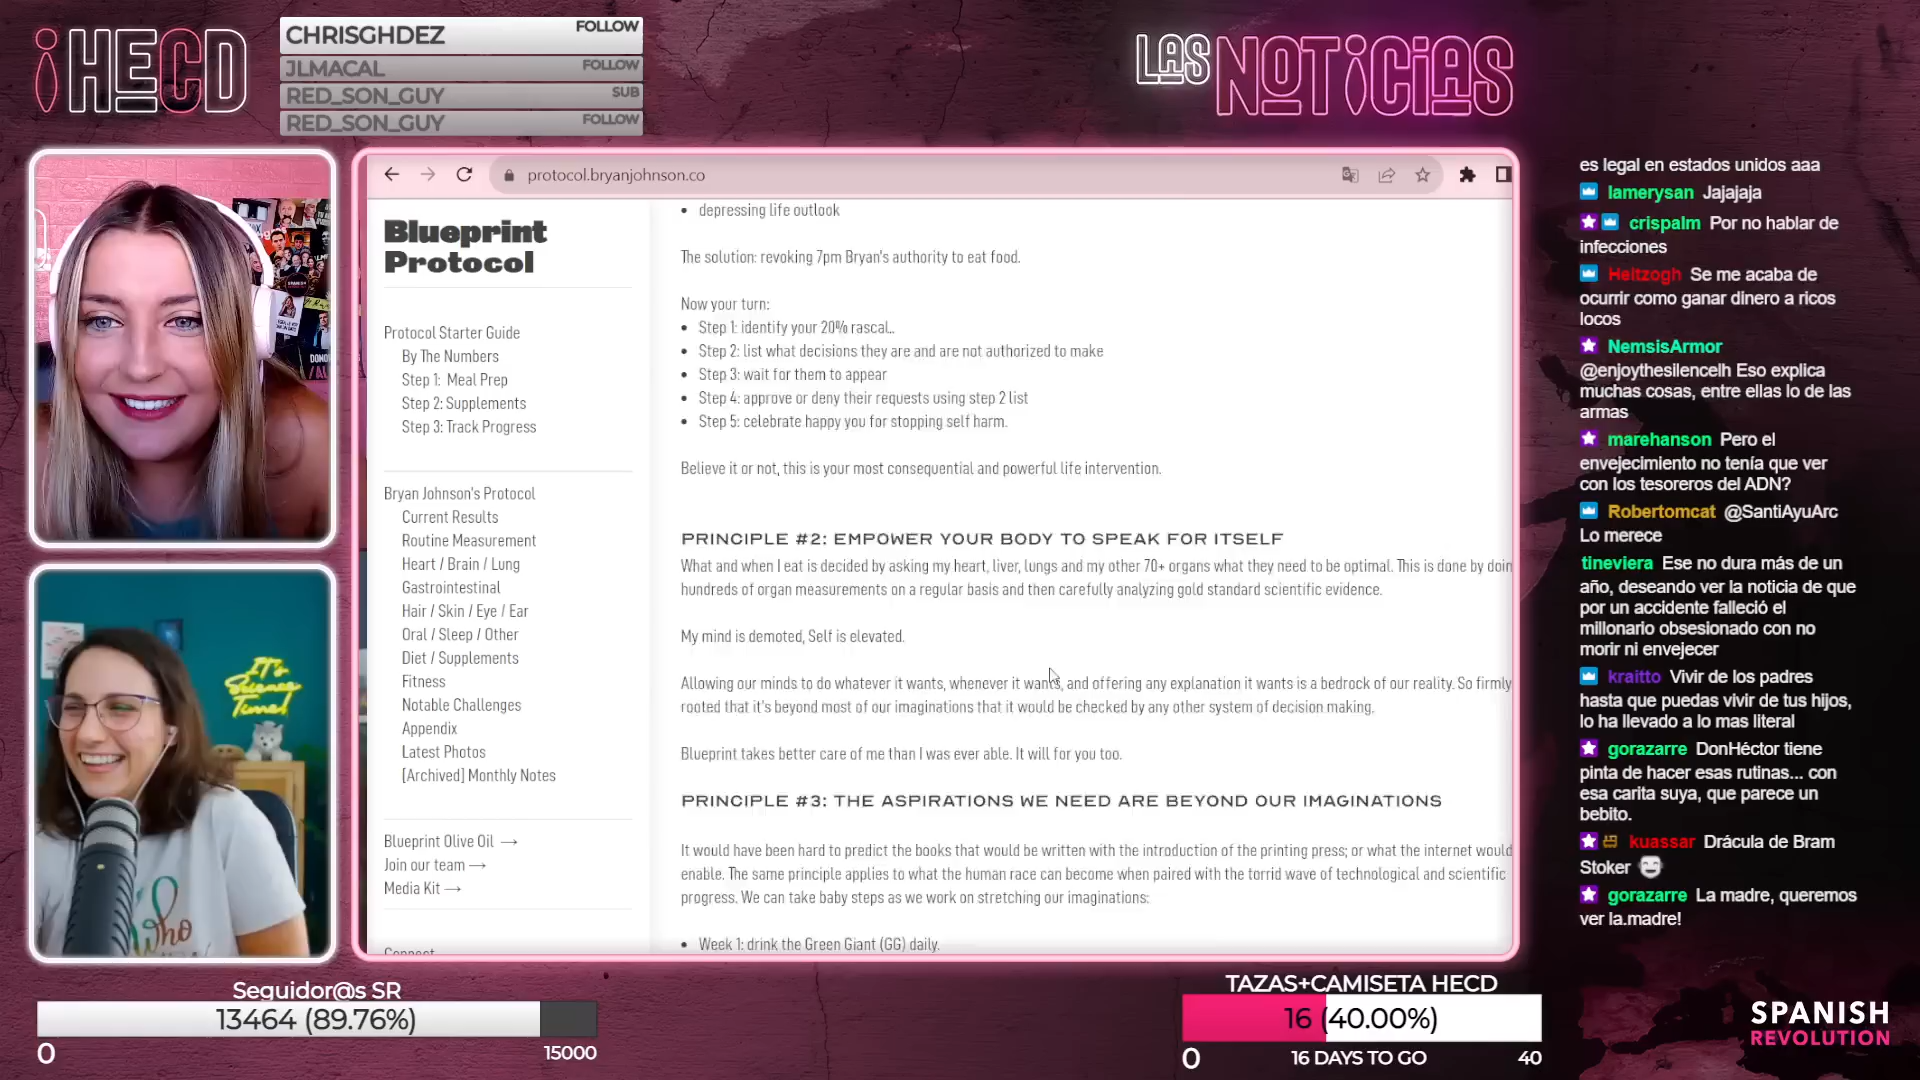 ¡HECD
CHRISGHDEZ FOLLOW
JLMACAL FOLLOW
RED_SON_GUY SUB
RED_SON_GUY FOLLOW
LAS NOTICIAS
protocol.bryanjohnson.co
Blueprint
Protocol
Protocol Starter Guide
By The Numbers
Step 1: Meal Prep
Step 2: Supplements
Step 3: Track Progress
Bryan Johnson's Protocol
Current Results
Routine Measurement
Heart / Brain / Lung
Gastrointestinal
Hair / Skin / Eye / Ear
Oral / Sleep / Other
Diet / Supplements
Fitness
Notable Challenges
Appendix
Latest Photos
[Archived] Monthly Notes
Blueprint Olive Oil →
Join our team →
Media Kit →
Connect
• depressing life outlook
The solution: revoking 7pm Bryan's authority to eat food.
Now your turn:
• Step 1: identify your 20% rascal..
• Step 2: list what decisions they are and are not authorized to make
• Step 3: wait for them to appear
• Step 4: approve or deny their requests using step 2 list
• Step 5: celebrate happy you for stopping self harm.
Believe it or not, this is your most consequential and powerful life intervention.
PRINCIPLE #2: EMPOWER YOUR BODY TO SPEAK FOR ITSELF
What and when I eat is decided by asking my heart, liver, lungs and my other 70+ organs what they need to be optimal. This is done by doin
hundreds of organ measurements on a regular basis and then carefully analyzing gold standard scientific evidence.
My mind is demoted, Self is elevated.
Allowing our minds to do whatever it wants, whenever it wants, and offering any explanation it wants is a bedrock of our reality. So firmly
rooted that it's beyond most of our imaginations that it would be checked by any other system of decision making.
Blueprint takes better care of me than I was ever able. It will for you too.
PRINCIPLE #3: THE ASPIRATIONS WE NEED ARE BEYOND OUR IMAGINATIONS
It would have been hard to predict the books that would be written with the introduction of the printing press; or what the internet would
enable. The same principle applies to what the human race can become when paired with the torrid wave of technological and scientific
progress. We can take baby steps as we work on stretching our imaginations:
• Week 1: drink the Green Giant (GG) daily.
es legal en estados unidos aaa
lamerysan Jajajaja
crispalm Por no hablar de
infecciones
Heitzogh Se me acaba de
ocurrir como ganar dinero a ricos
locos
NemsisArmor
@enjoythesilencelh Eso explica
muchas cosas, entre ellas lo de las
armas
marehanson Pero el
envejecimiento no tenía que ver
con los tesoreros del ADN?
Robertomcat @SantiAyuArc
Lo merece
tineviera Ese no dura más de un
año, deseando ver la noticia de que
por un accidente falleció el
millonario obsesionado con no
morir ni envejecer
kraitto Vivir de los padres
hasta que puedas vivir de tus hijos,
lo ha llevado a lo mas literal
gorazarre DonHéctor tiene
pinta de hacer esas rutinas... con
esa carita suya, que parece un
bebito.
kuassar Drácula de Bram
Stoker
gorazarre La madre, queremos
ver la.madre!
IT'S
Science
Time!
Who
Seguidor@s SR
13464 (89.76%)
0 15000
TAZAS+CAMISETA HECD
16 (40.00%)
0 16 DAYS TO GO 40
SPANISH
REVOLUTION